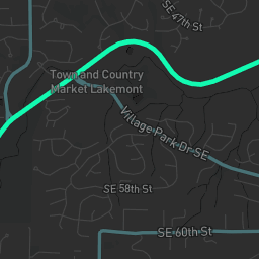 SE 47th St
Town and Country
Market Lakemont
Village Park Dr SE
SE 58th St
SE 60th St